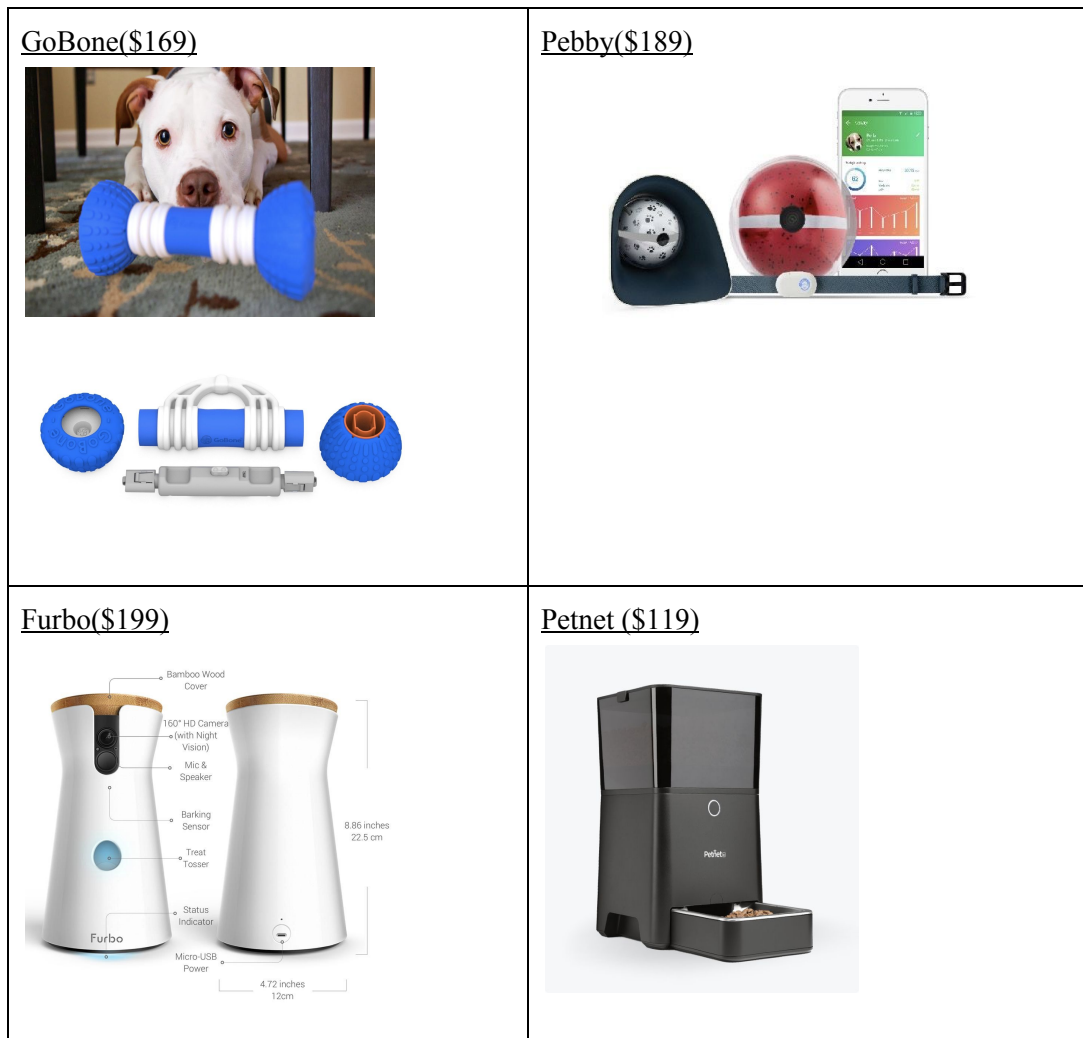 GoBone($169)
GoBone
Pebby($189)
Furbo($199)
Bamboo Wood
Cover
160° HD Camera
(with Night
Vision)
Mic &
Speaker
Barking
Sensor
Treat
Tosser
Status
Indicator
Micro-USB
Power
Furbo
8.86 inches
22.5 cm
4.72 inches
12cm
Petnet ($119)
Petnet